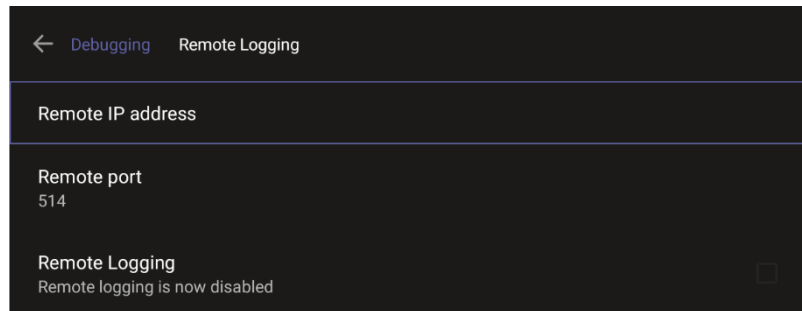 Debugging Remote Logging
Remote IP address
Remote port
514
Remote Logging
Remote logging is now disabled